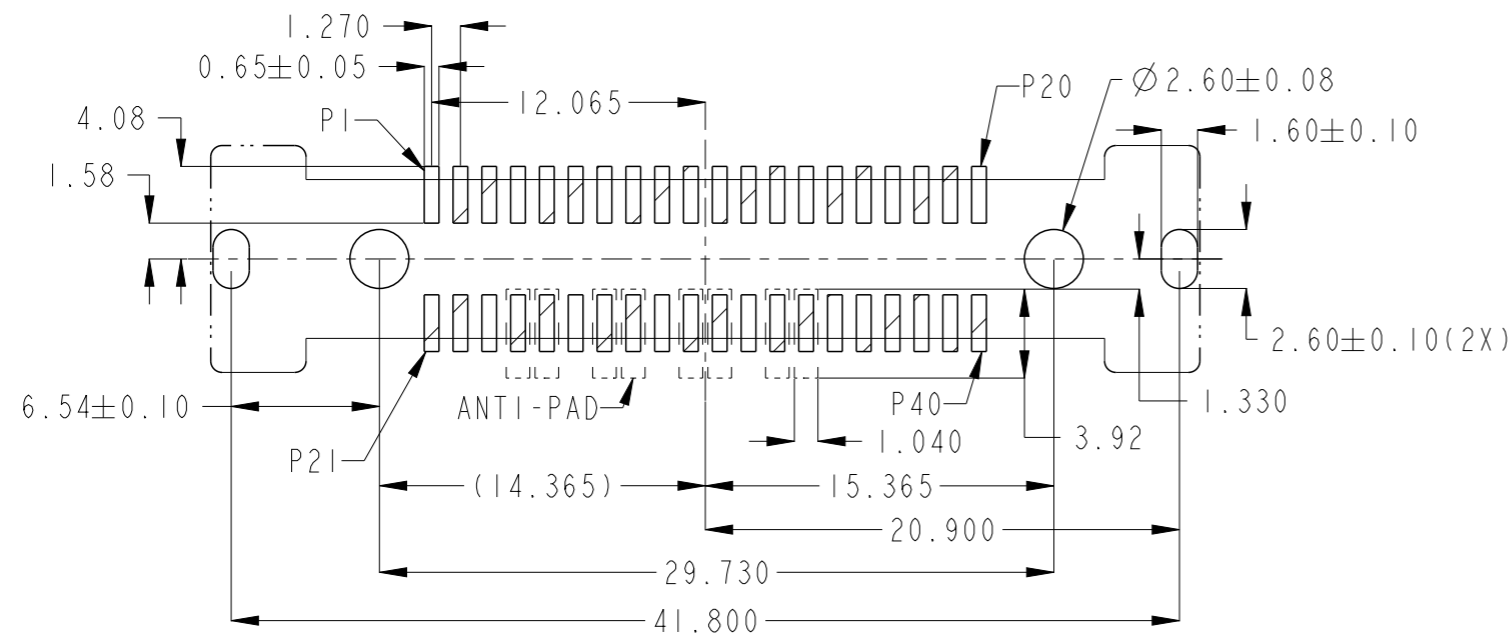 1.270
0.65±0.05
12.065
P20
Ø2.60±0.08
4.08
P1
1.60±0.10
1.58
2.60±0.10(2X)
6.54±0.10
ANTI-PAD
P40
1.330
P21
1.040
3.92
(14.365)
15.365
20.900
29.730
41.800